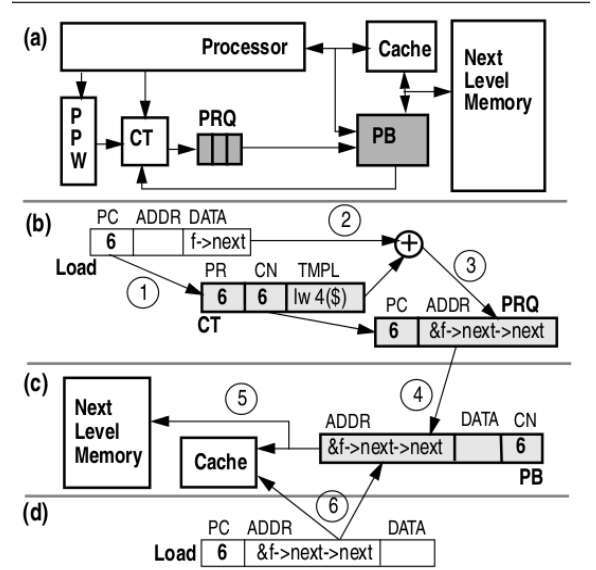 (a)
Processor
Cache
Next
Level
Memory
P
P
W
CT
PRQ
PB
(b)
PC ADDR DATA
2
6 f->next
+
Load
1
PR CN TMPL
3
6 6 lw 4($)
CT
PC ADDR PRQ
6 &f->next->next
(c)
4
5
Next
Level
Memory
Cache
ADDR DATA CN
&f->next->next 6
PB
6
(d)
PC ADDR DATA
Load 6 &f->next->next